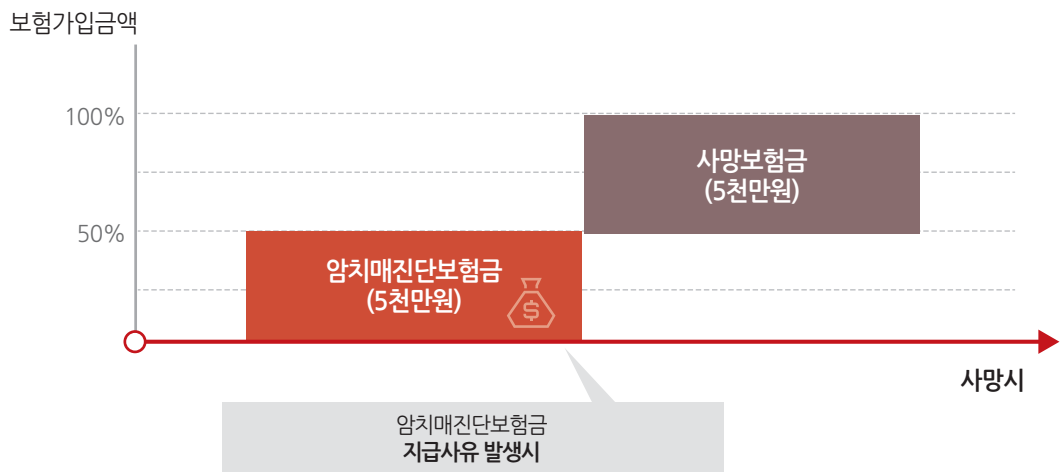 보험가입금액
100%
사망보험금
(5천만원)
50%
암치매진단보험금
(5천만원)
$
사망시
암치매진단보험금
지급사유 발생시